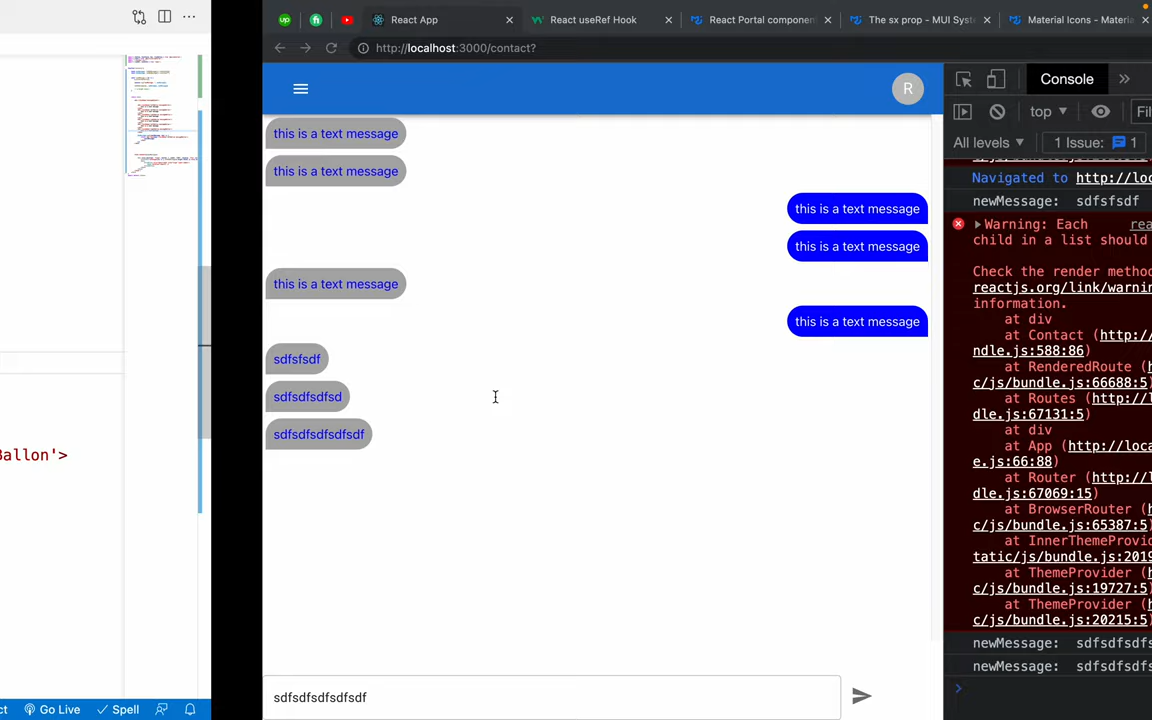 React App
React useRef Hook
React Portal componen
The sx prop - MUI Sys
Material Icons - Materia
http://localhost:3000/contact?
R
Console
top
Fil
All levels
1 Issue:
1
this is a text message
this is a text message
this is a text message
this is a text message
this is a text message
this is a text message
sdfsfsdf
sdfsdfsdfsd
sdfsdfsdfsdfsdf
sdfsdfsdfsdfsdf
Navigated to http://loc
newMessage: sdfsfsdf
Warning: Each rea
child in a list should
Check the render metho
reactjs.org/link/warnin
information.
at div
at Contact (http:/
ndle.js:588:86)
at RenderedRoute (h
c/js/bundle.js:66688:5)
at Routes (http://l
dle.js:67131:5)
at div
at App (http://loca
e.js:66:88)
at Router (http://l
dle.js:67069:15)
at BrowserRouter (h
c/js/bundle.js:65387:5)
at InnerThemeProvid
tatic/js/bundle.js:2019
at ThemeProvider (h
c/js/bundle.js:19727:5)
at ThemeProvider (h
c/js/bundle.js:20215:5)
newMessage: sdfsdfsdfs
newMessage: sdfsdfsdfs
Ballon'>
ct
Go Live
Spell
up